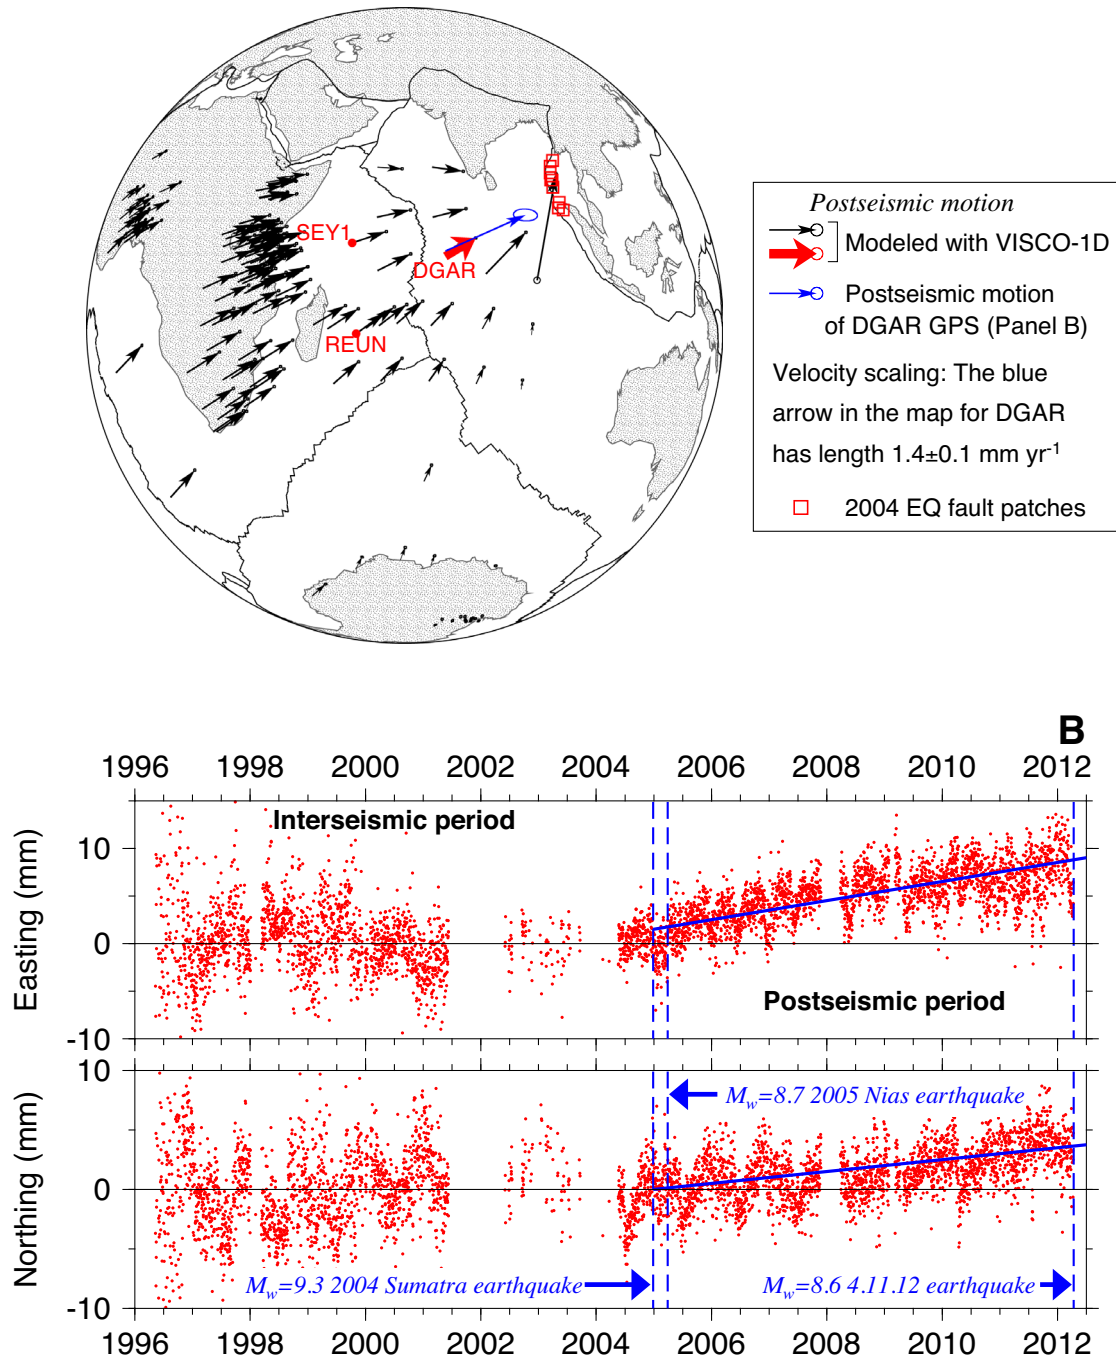 SEY1
DGAR
REUN
Postseismic motion
Modeled with VISCO-1D
Postseismic motion
of DGAR GPS (Panel B)
Velocity scaling: The blue
arrow in the map for DGAR
has length 1.4±0.1 mm yr-1
2004 EQ fault patches
B
1996 1998 2000 2002 2004 2006 2008 2010 2012
Interseismic period
10
0
-10
Easting (mm)
Postseismic period
10
0
-10
Northing (mm)
Mw=8.7 2005 Nias earthquake
Mw=9.3 2004 Sumatra earthquake
Mw=8.6 4.11.12 earthquake
1996 1998 2000 2002 2004 2006 2008 2010 2012